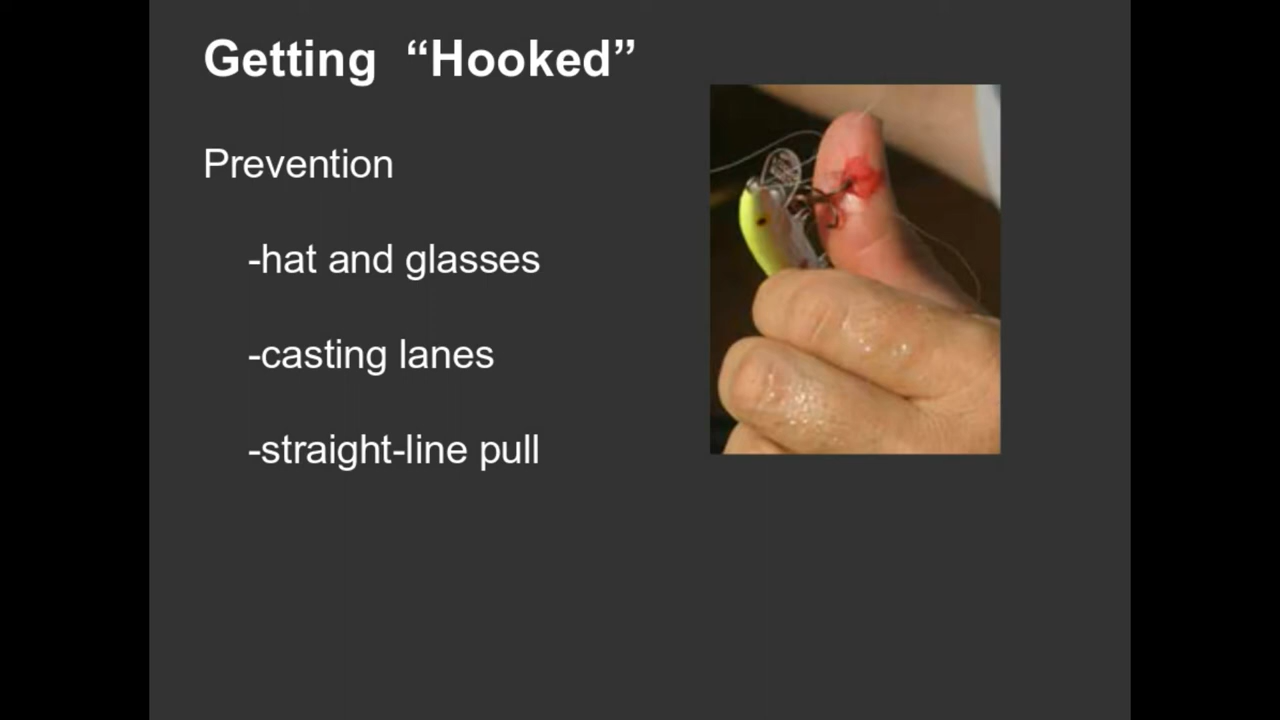 Getting “Hooked”
Prevention
-hat and glasses
-casting lanes
-straight-line pull